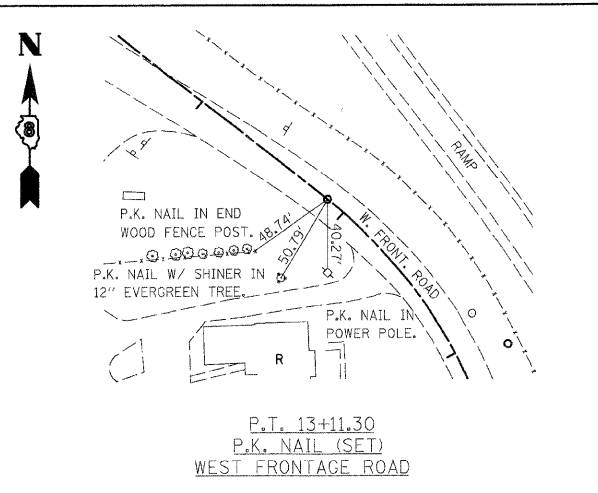 N
8
RAMP
P.K. NAIL IN END
WOOD FENCE POST.
48.74'
50.79'
40.27'
W. FRONT. ROAD
P.K. NAIL W/ SHINER IN
12" EVERGREEN TREE.
P.K. NAIL IN
POWER POLE.
R
P.T. 13+11.30
P.K. NAIL (SET)
WEST FRONTAGE ROAD